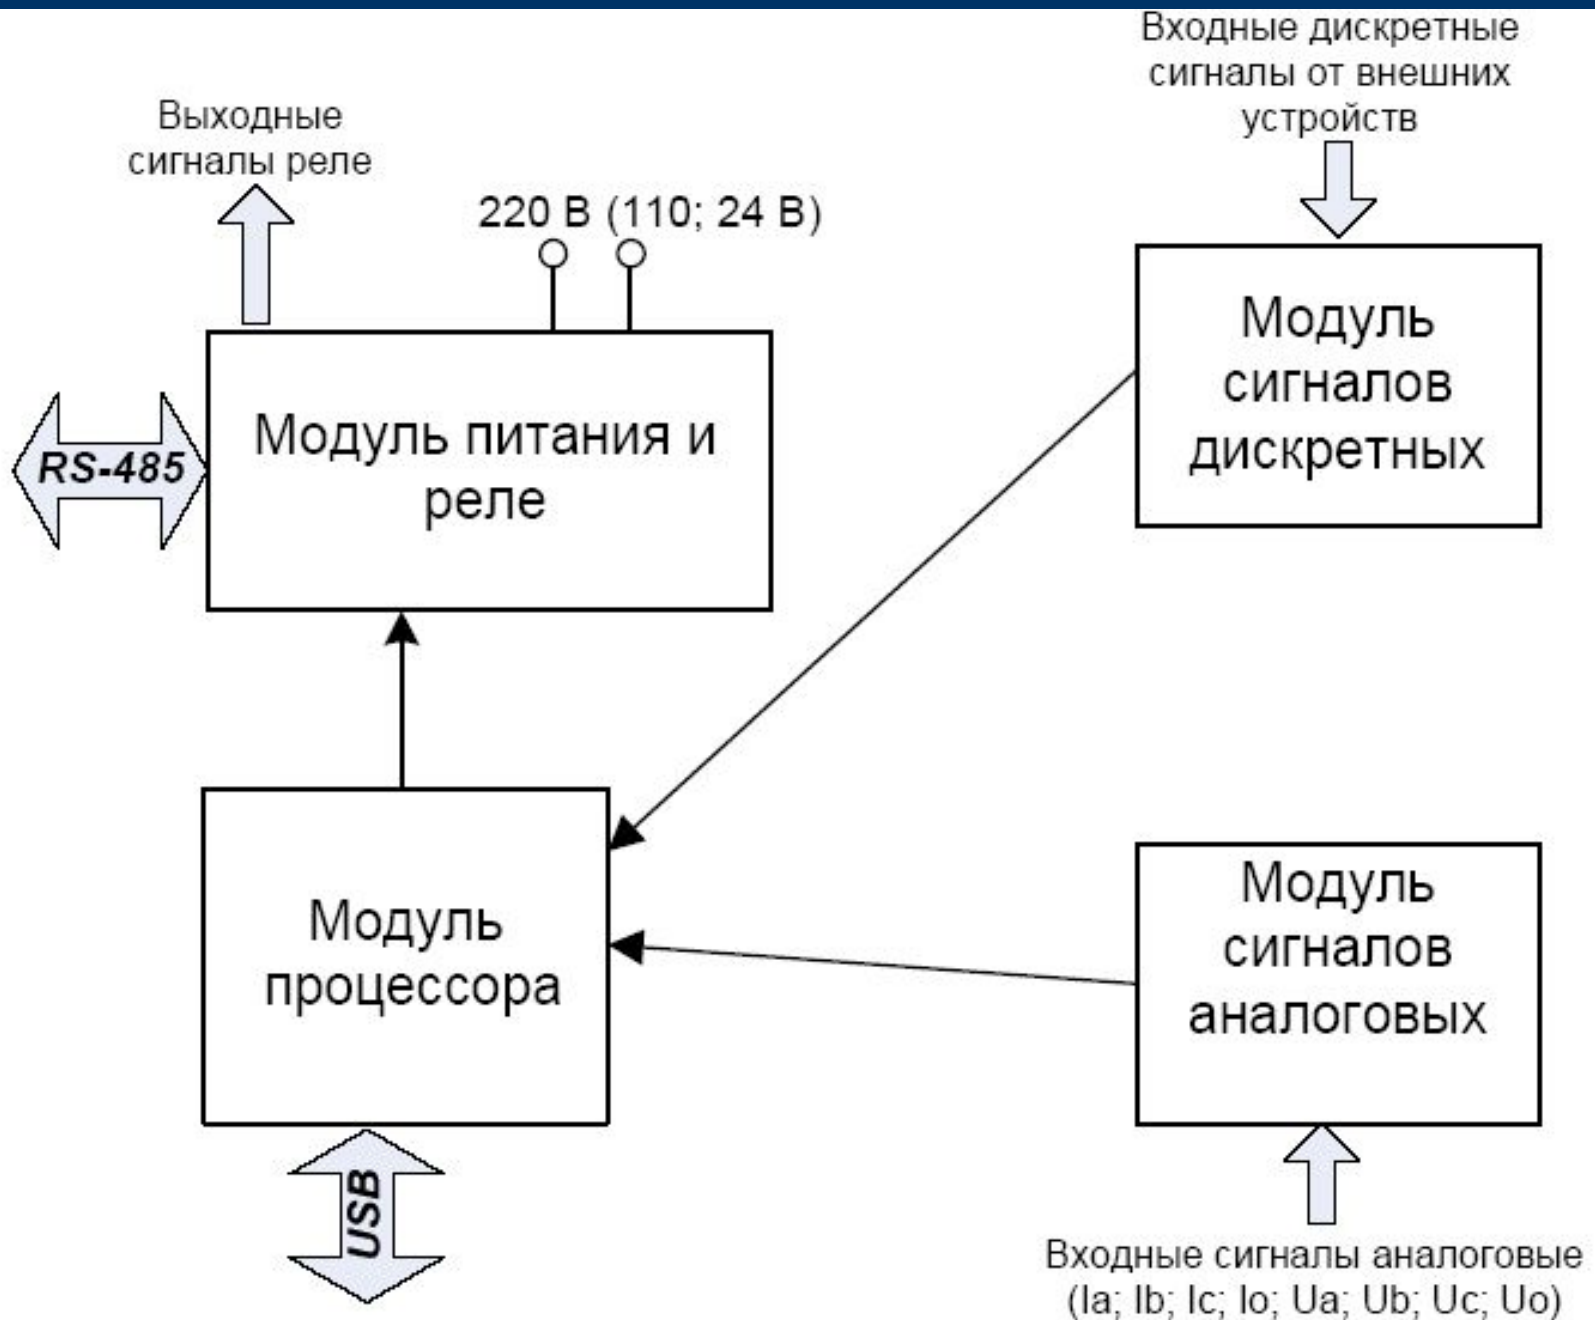 Входные дискретные
сигналы от внешних
устройств
Выходные
сигналы реле
220 В (110; 24 В)
Модуль
сигналов
дискретных
Модуль питания и
реле
RS-485
Модуль
процессора
Модуль
сигналов
аналоговых
USB
Входные сигналы аналоговые
(Ia; Ib; Ic; Io; Ua; Ub; Uc; Uo)